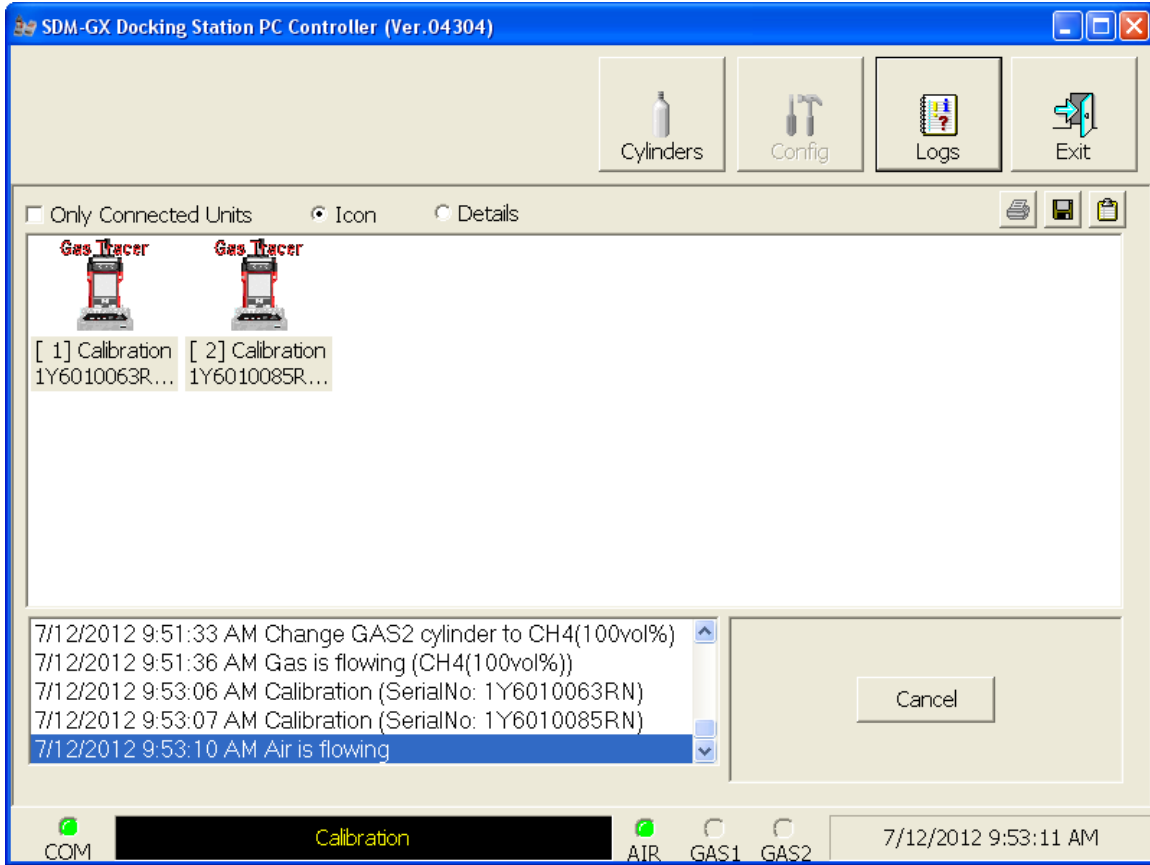 SDM-GX Docking Station PC Controller (Ver.04304)
Cylinders
Config
Logs
Exit
Only Connected Units
Icon
Details
Gas Tracer
Gas Tracer
[ 1] Calibration
1Y6010063R...
[ 2] Calibration
1Y6010085R...
7/12/2012 9:51:33 AM Change GAS2 cylinder to CH4(100vol%)
7/12/2012 9:51:36 AM Gas is flowing (CH4(100vol%))
7/12/2012 9:53:06 AM Calibration (SerialNo: 1Y6010063RN)
7/12/2012 9:53:07 AM Calibration (SerialNo: 1Y6010085RN)
7/12/2012 9:53:10 AM Air is flowing
Cancel
COM
Calibration
AIR
GAS1
GAS2
7/12/2012 9:53:11 AM